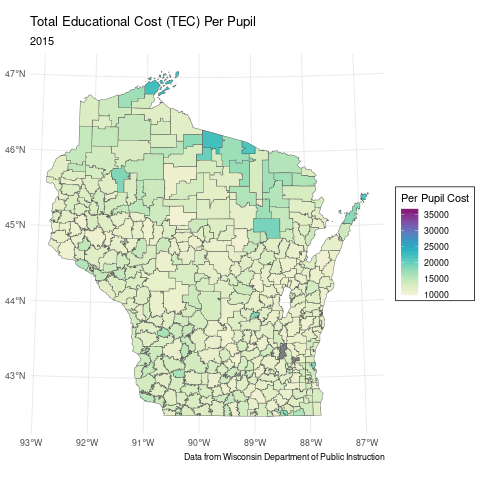 Total Educational Cost (TEC) Per Pupil
2015
47°N
46°N
45°N
44°N
43°N
93°W
92°W
91°W
90°W
89°W
88°W
87°W
Per Pupil Cost
35000
30000
25000
20000
15000
10000
Data from Wisconsin Department of Public Instruction